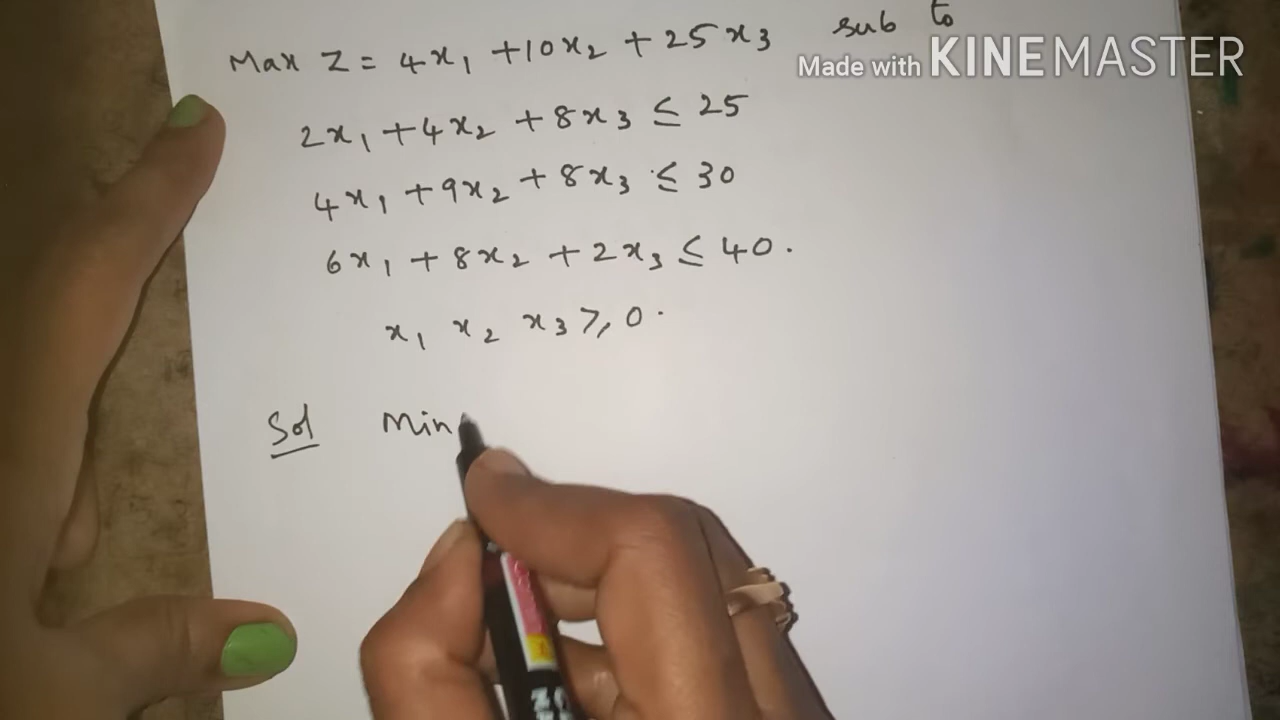 Max Z = 4x₁ + 10x₂ + 25x₃ sub to
Made with KINEMASTER
2x₁ + 4x₂ + 8x₃ ≤ 25
4x₁ + 9x₂ + 8x₃ ≤ 30
6x₁ + 8x₂ + 2x₃ ≤ 40.
x₁ x₂ x₃ ≥ 0.
Sol Min